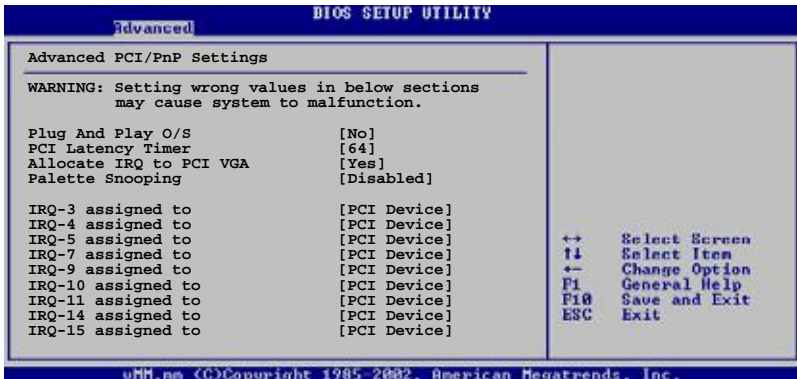 BIOS SETUP UTILITY
Advanced
Advanced PCI/PnP Settings
WARNING: Setting wrong values in below sections
may cause system to malfunction.
Plug And Play O/S [No]
PCI Latency Timer [64]
Allocate IRQ to PCI VGA [Yes]
Palette Snooping [Disabled]
IRQ-3 assigned to [PCI Device]
IRQ-4 assigned to [PCI Device]
IRQ-5 assigned to [PCI Device]
IRQ-7 assigned to [PCI Device]
IRQ-9 assigned to [PCI Device]
IRQ-10 assigned to [PCI Device]
IRQ-11 assigned to [PCI Device]
IRQ-14 assigned to [PCI Device]
IRQ-15 assigned to [PCI Device]
↔ Select Screen
↑↓ Select Item
+- Change Option
F1 General Help
F10 Save and Exit
ESC Exit
vMM.mm (C)Copyright 1985-2002, American Megatrends, Inc.